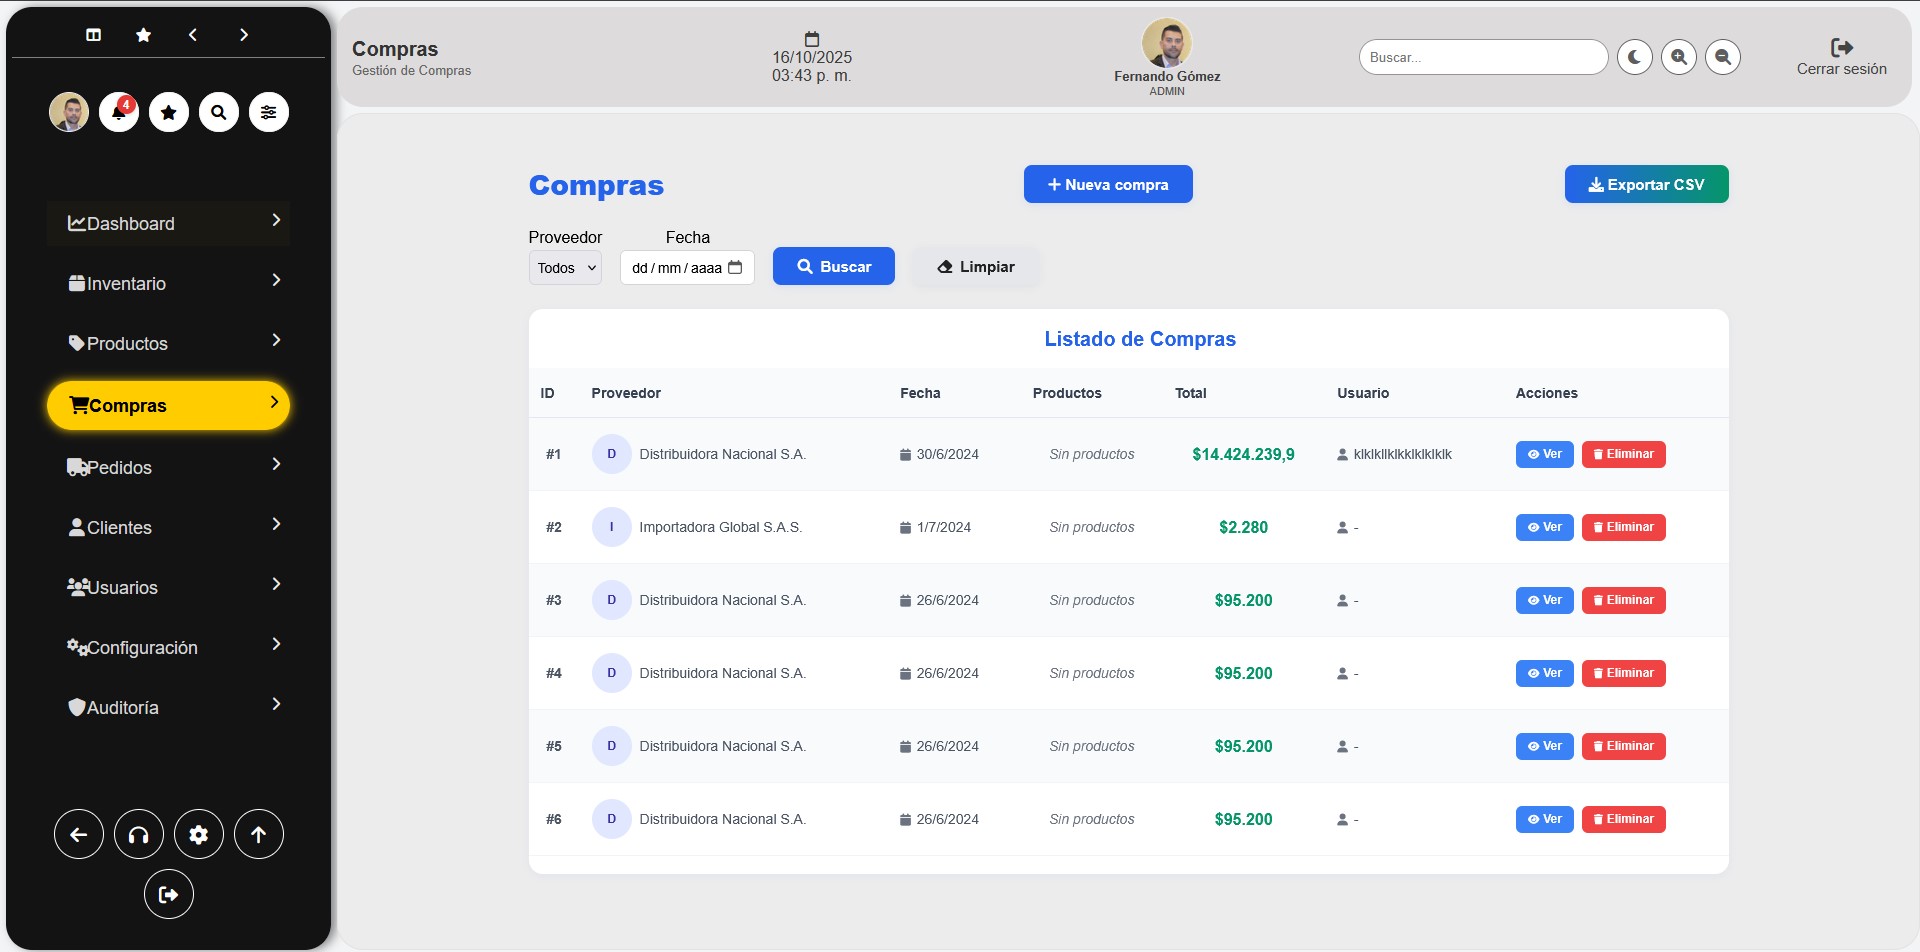 Compras
Gestión de Compras
16/10/2025
03:43 p. m.
Fernando Gómez
ADMIN
Buscar...
Cerrar sesión
4
Dashboard
Inventario
Productos
Compras
Pedidos
Clientes
Usuarios
Configuración
Auditoría
Compras
Nueva compra
Exportar CSV
Proveedor Fecha
Todos dd / mm / aaaa Buscar Limpiar
Listado de Compras
ID Proveedor Fecha Productos Total Usuario Acciones
#1 D Distribuidora Nacional S.A. 30/6/2024 Sin productos $14.424.239,9 klklkllklkklklklklk Ver Eliminar
#2 I Importadora Global S.A.S. 1/7/2024 Sin productos $2.280 - Ver Eliminar
#3 D Distribuidora Nacional S.A. 26/6/2024 Sin productos $95.200 - Ver Eliminar
#4 D Distribuidora Nacional S.A. 26/6/2024 Sin productos $95.200 - Ver Eliminar
#5 D Distribuidora Nacional S.A. 26/6/2024 Sin productos $95.200 - Ver Eliminar
#6 D Distribuidora Nacional S.A. 26/6/2024 Sin productos $95.200 - Ver Eliminar